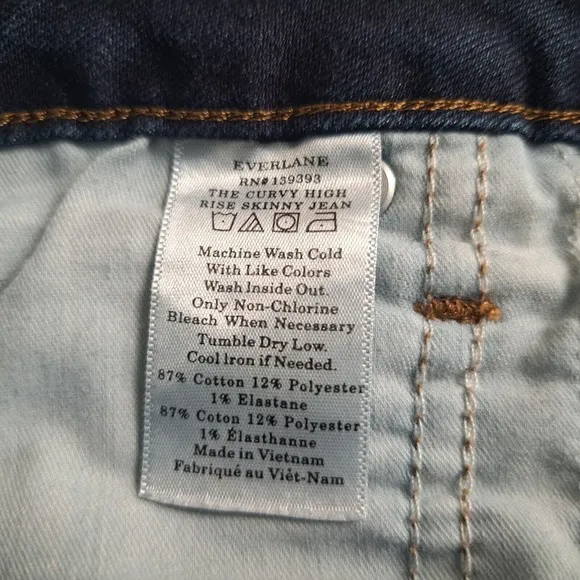 EVERLANE
RN# 139393
THE CURVY HIGH
RISE SKINNY JEAN
Machine Wash Cold
With Like Colors
Wash Inside Out.
Only Non-Chlorine
Bleach When Necessary
Tumble Dry Low.
Cool Iron if Needed.
87% Cotton 12% Polyester
1% Elastane
87% Coton 12% Polyester
1% Élasthanne
Made in Vietnam
Fabriqué au Viêt-Nam